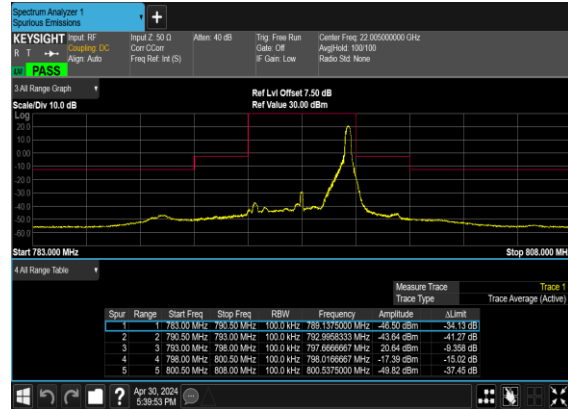 Spectrum Analyzer 1
Spurious Emissions
KEYSIGHT Input: RF Input Z: 50 Ω Atten: 40 dB Trig: Free Run Center Freq: 22.005000000 GHz
R T Coupling: DC Corr CCorr Gate: Off Avg|Hold: 100/100
Align: Auto Freq Ref: Int (S) IF Gain: Low Radio Std: None
PASS
3 All Range Graph Ref Lvl Offset 7.50 dB
Scale/Div 10.0 dB Ref Value 30.00 dBm
Log
20.0
10.0
0.00
-10.0
-20.0
-30.0
-40.0
-50.0
-60.0
Start 783.000 MHz Stop 808.000 MH
4 All Range Table
Measure Trace Trace 1
Trace Type Trace Average (Active)
Spur Range Start Freq Stop Freq RBW Frequency Amplitude ΔLimit
1 1 783.00 MHz 790.50 MHz 100.0 kHz 789.1375000 MHz -46.50 dBm -34.13 dB
2 2 790.50 MHz 793.00 MHz 100.0 kHz 792.9958333 MHz -43.64 dBm -41.27 dB
3 3 793.00 MHz 798.00 MHz 100.0 kHz 797.6666667 MHz 20.64 dBm -9.358 dB
4 4 798.00 MHz 800.50 MHz 100.0 kHz 798.0166667 MHz -17.39 dBm -15.02 dB
5 5 800.50 MHz 808.00 MHz 100.0 kHz 800.5375000 MHz -49.82 dBm -37.45 dB
? Apr 30, 2024
5:39:53 PM